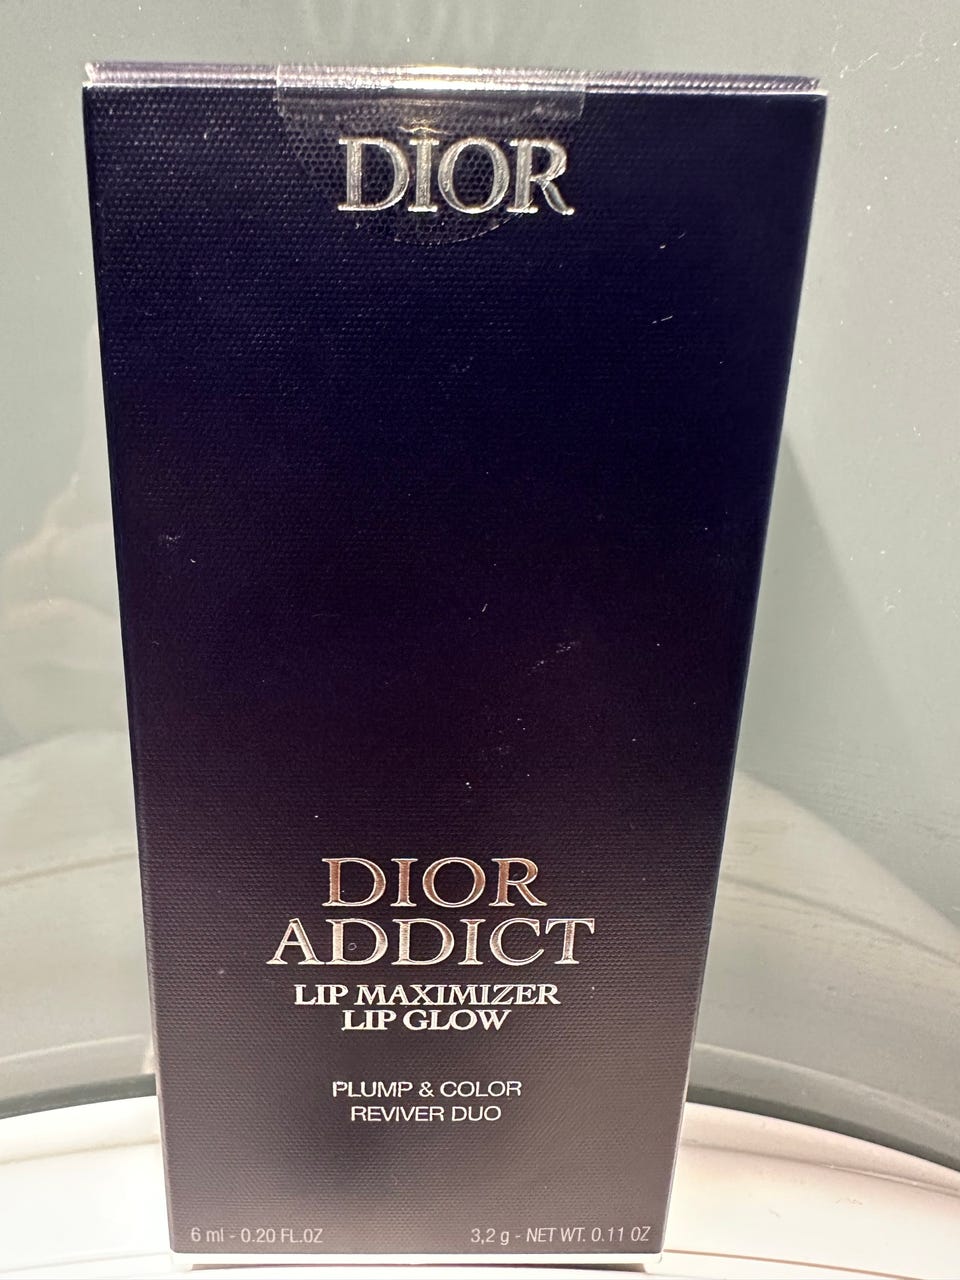 DIOR
DIOR
ADDICT
LIP MAXIMIZER
LIP GLOW
PLUMP & COLOR
REVIVER DUO
6 ml - 0.20 FL.OZ
3,2 g - NET WT. 0.11 OZ